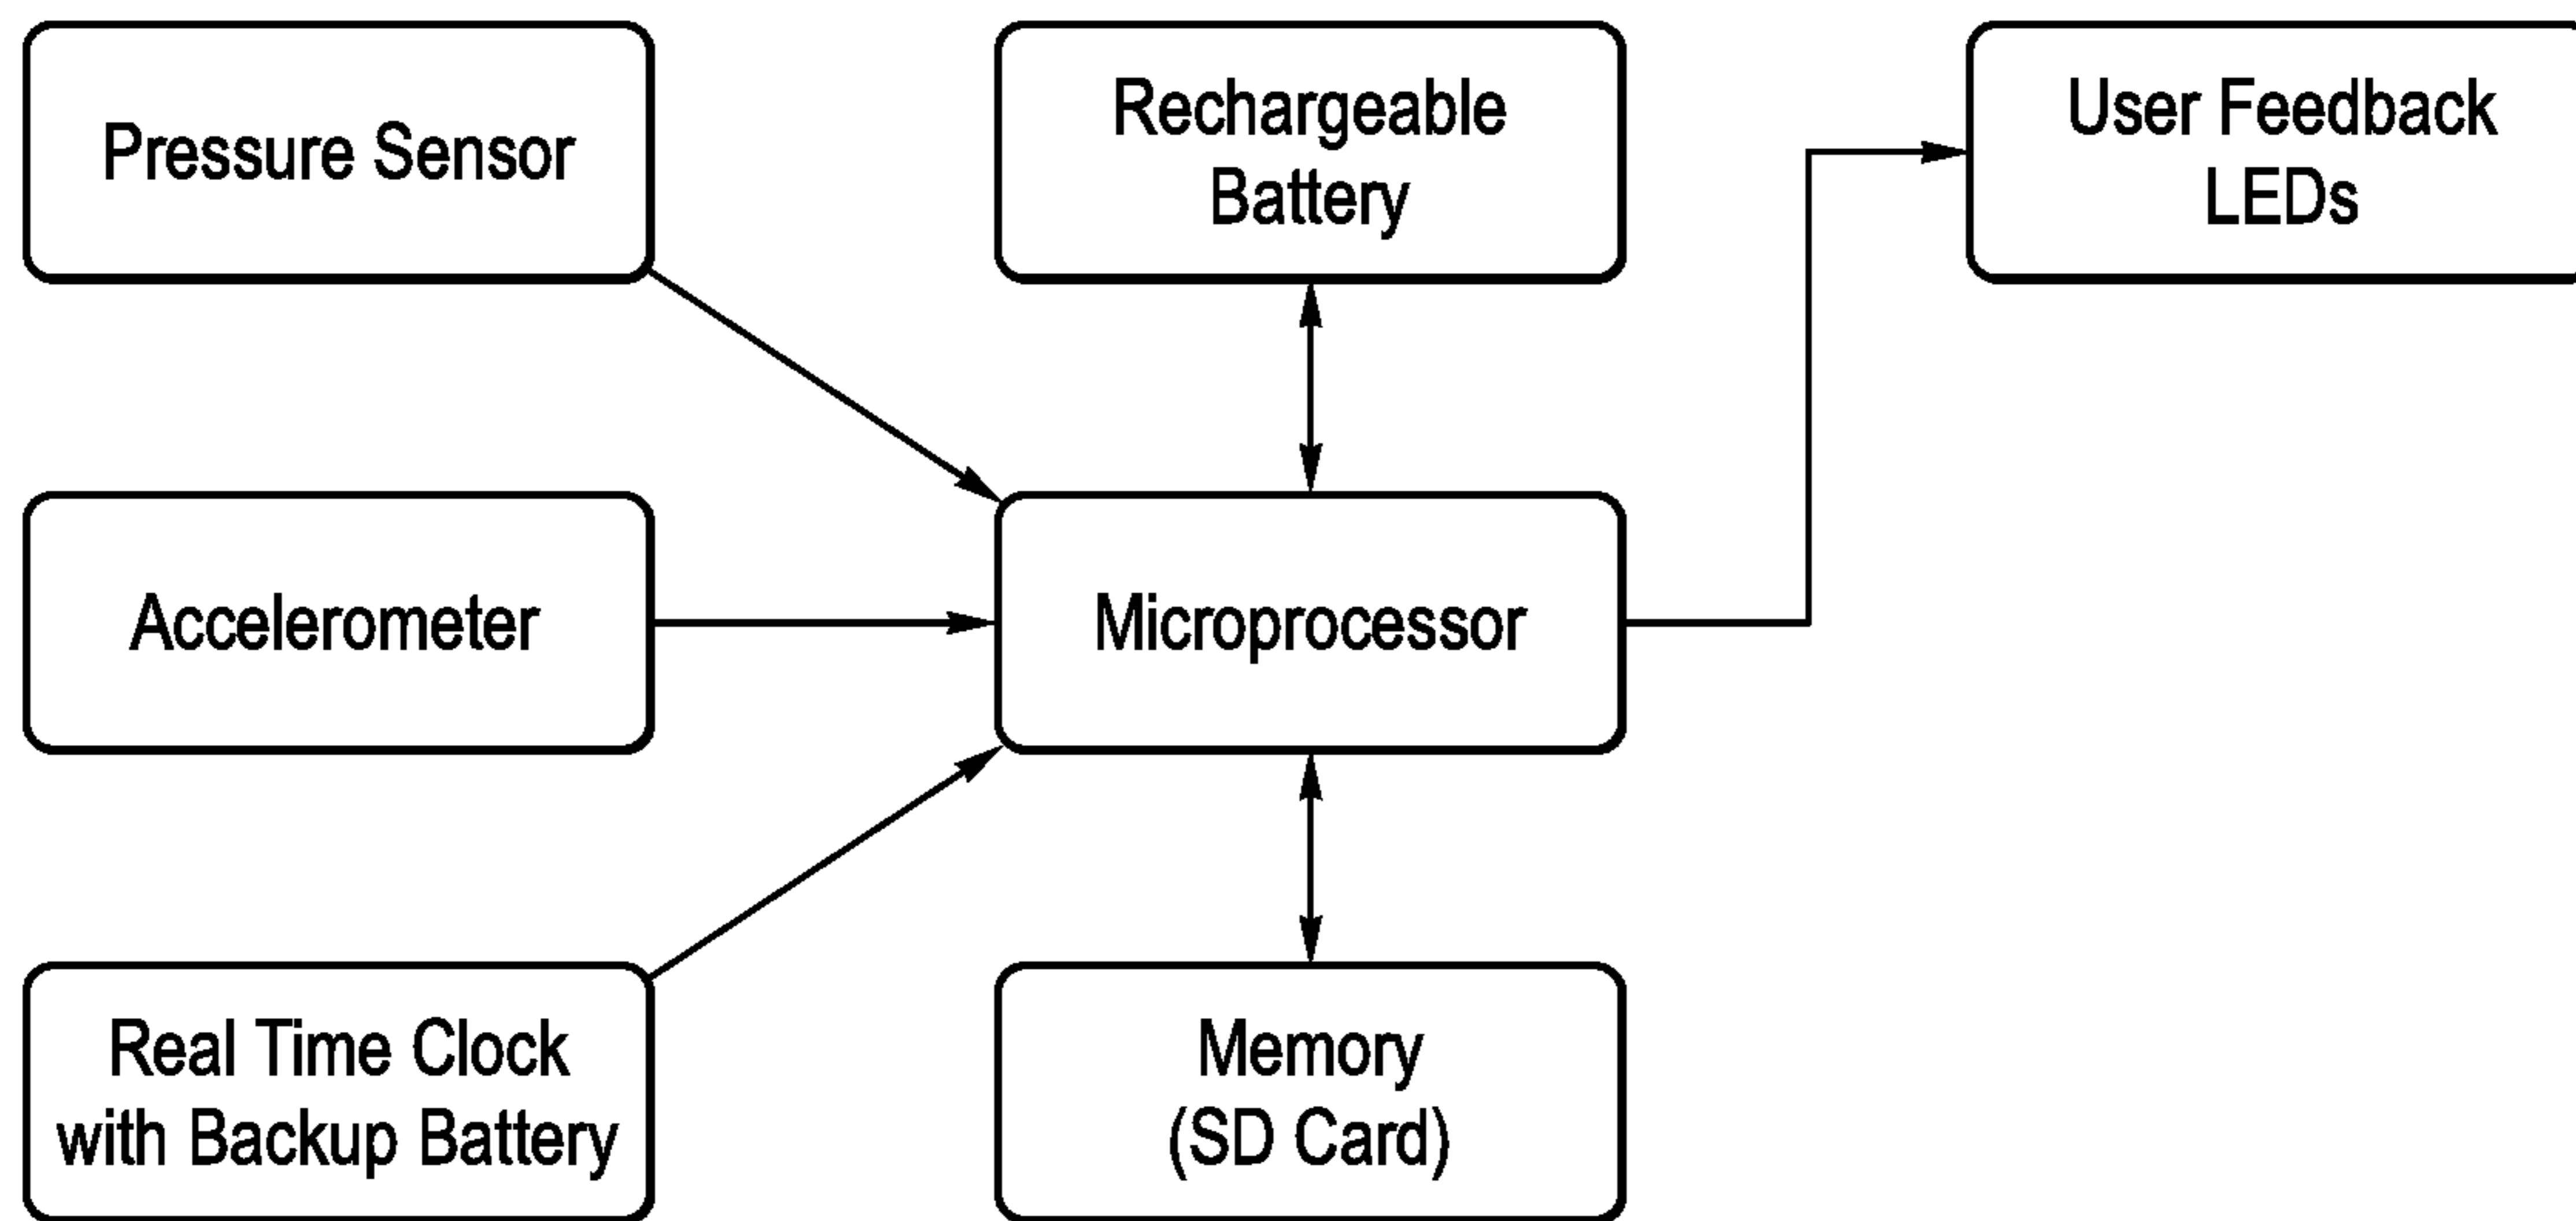 Pressure Sensor
Rechargeable
Battery
User Feedback
LEDs
Accelerometer
Microprocessor
Real Time Clock
with Backup Battery
Memory
(SD Card)